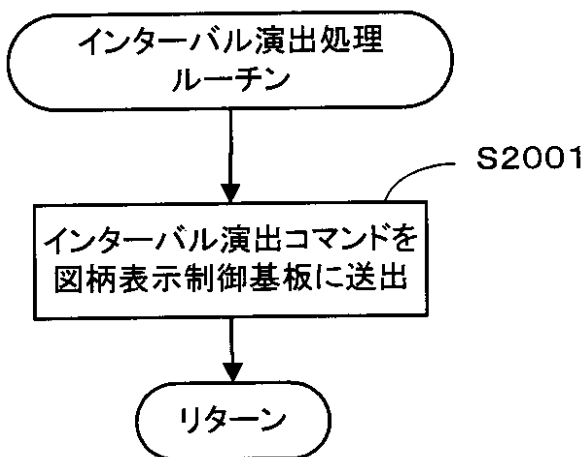 インターバル演出処理
ルーチン
S2001
インターバル演出コマンドを
図柄表示制御基板に送出
リターン